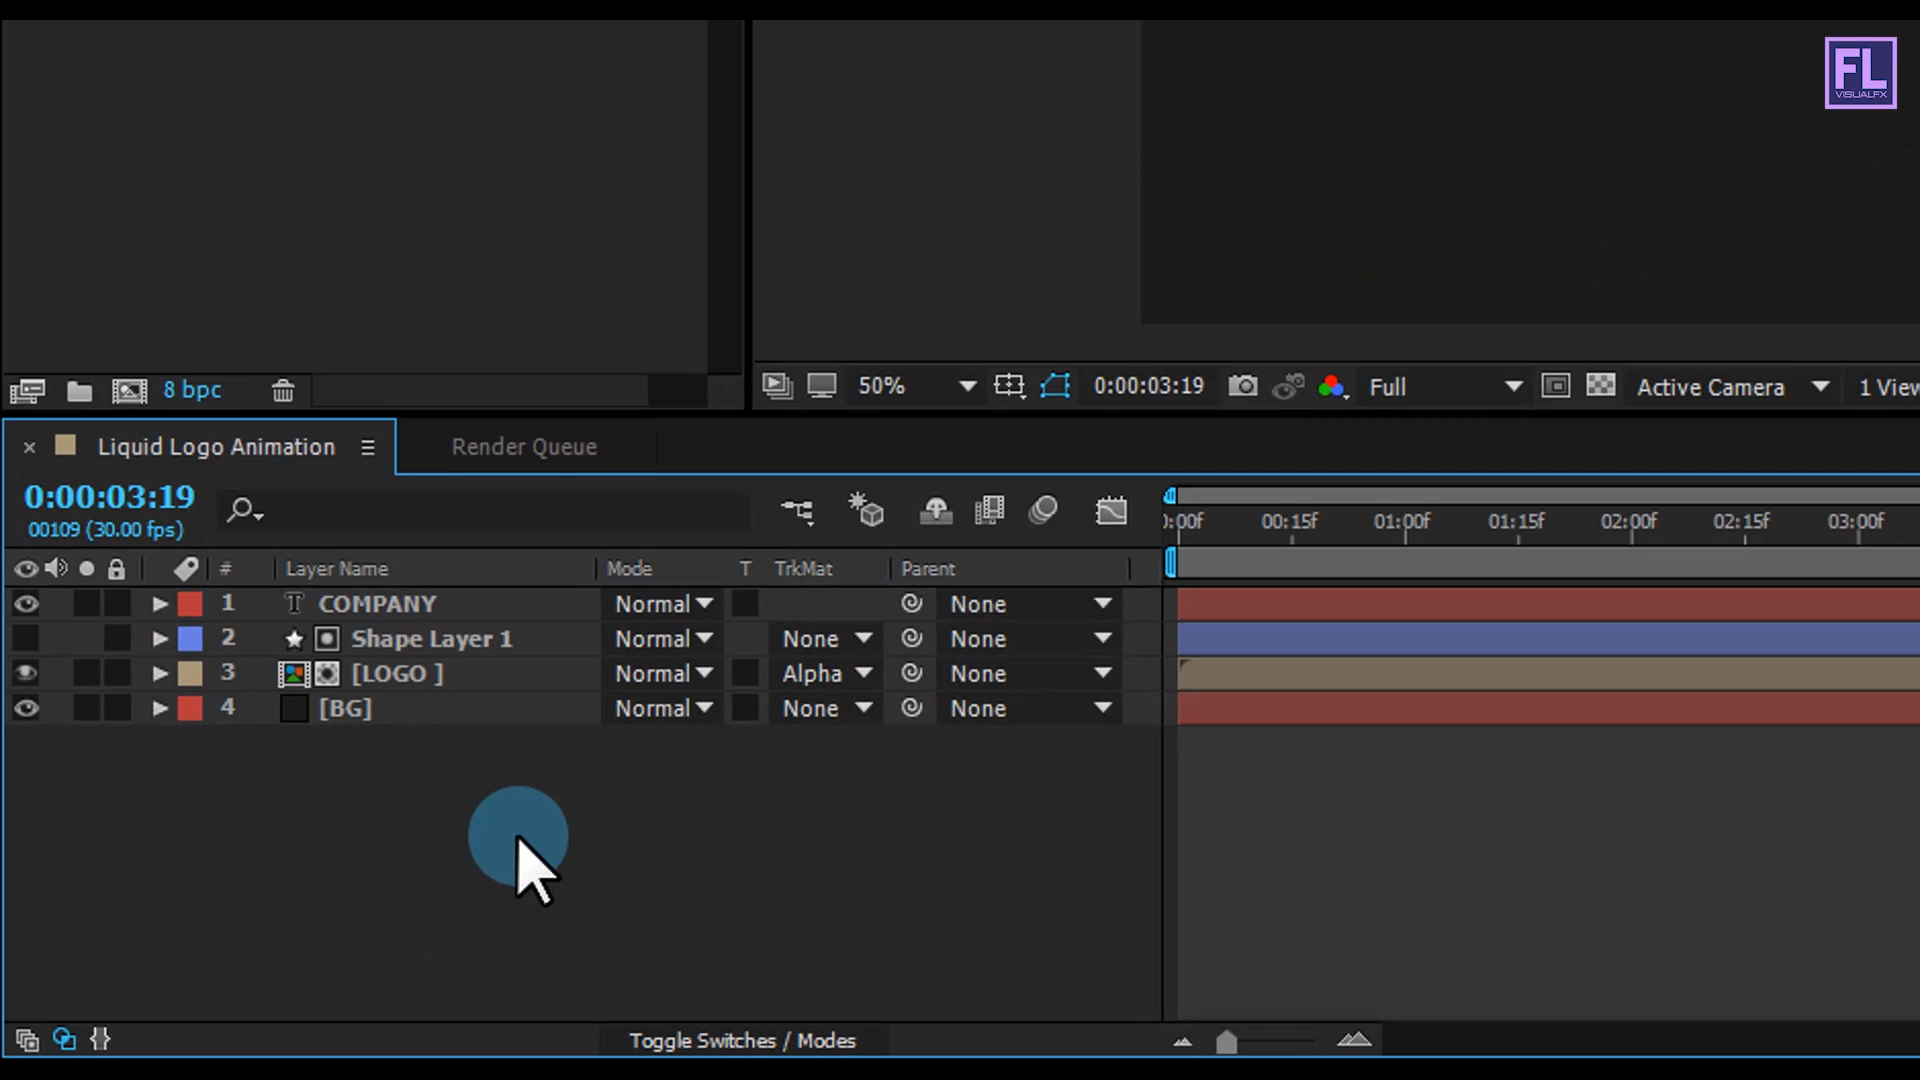 FL
VISUALFX
8 bpc
50%
0:00:03:19
Full
Active Camera
1 View
Liquid Logo Animation
Render Queue
0:00:03:19
00109 (30.00 fps)
):00f 00:15f 01:00f 01:15f 02:00f 02:15f 03:00f
# Layer Name Mode T TrkMat Parent
1 T COMPANY Normal None
2 Shape Layer 1 Normal None None
3 [LOGO ] Normal Alpha None
4 [BG] Normal None None
Toggle Switches / Modes